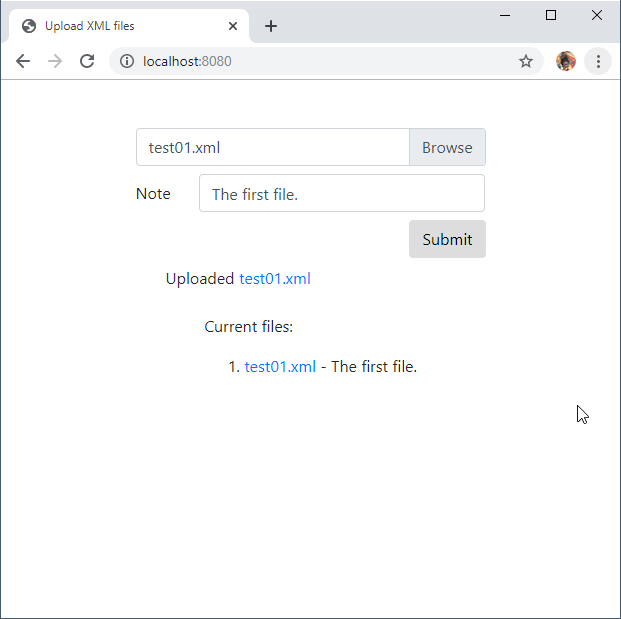 Upload XML files
localhost:8080
test01.xml Browse
Note The first file.
Submit
Uploaded test01.xml
Current files:
1. test01.xml - The first file.